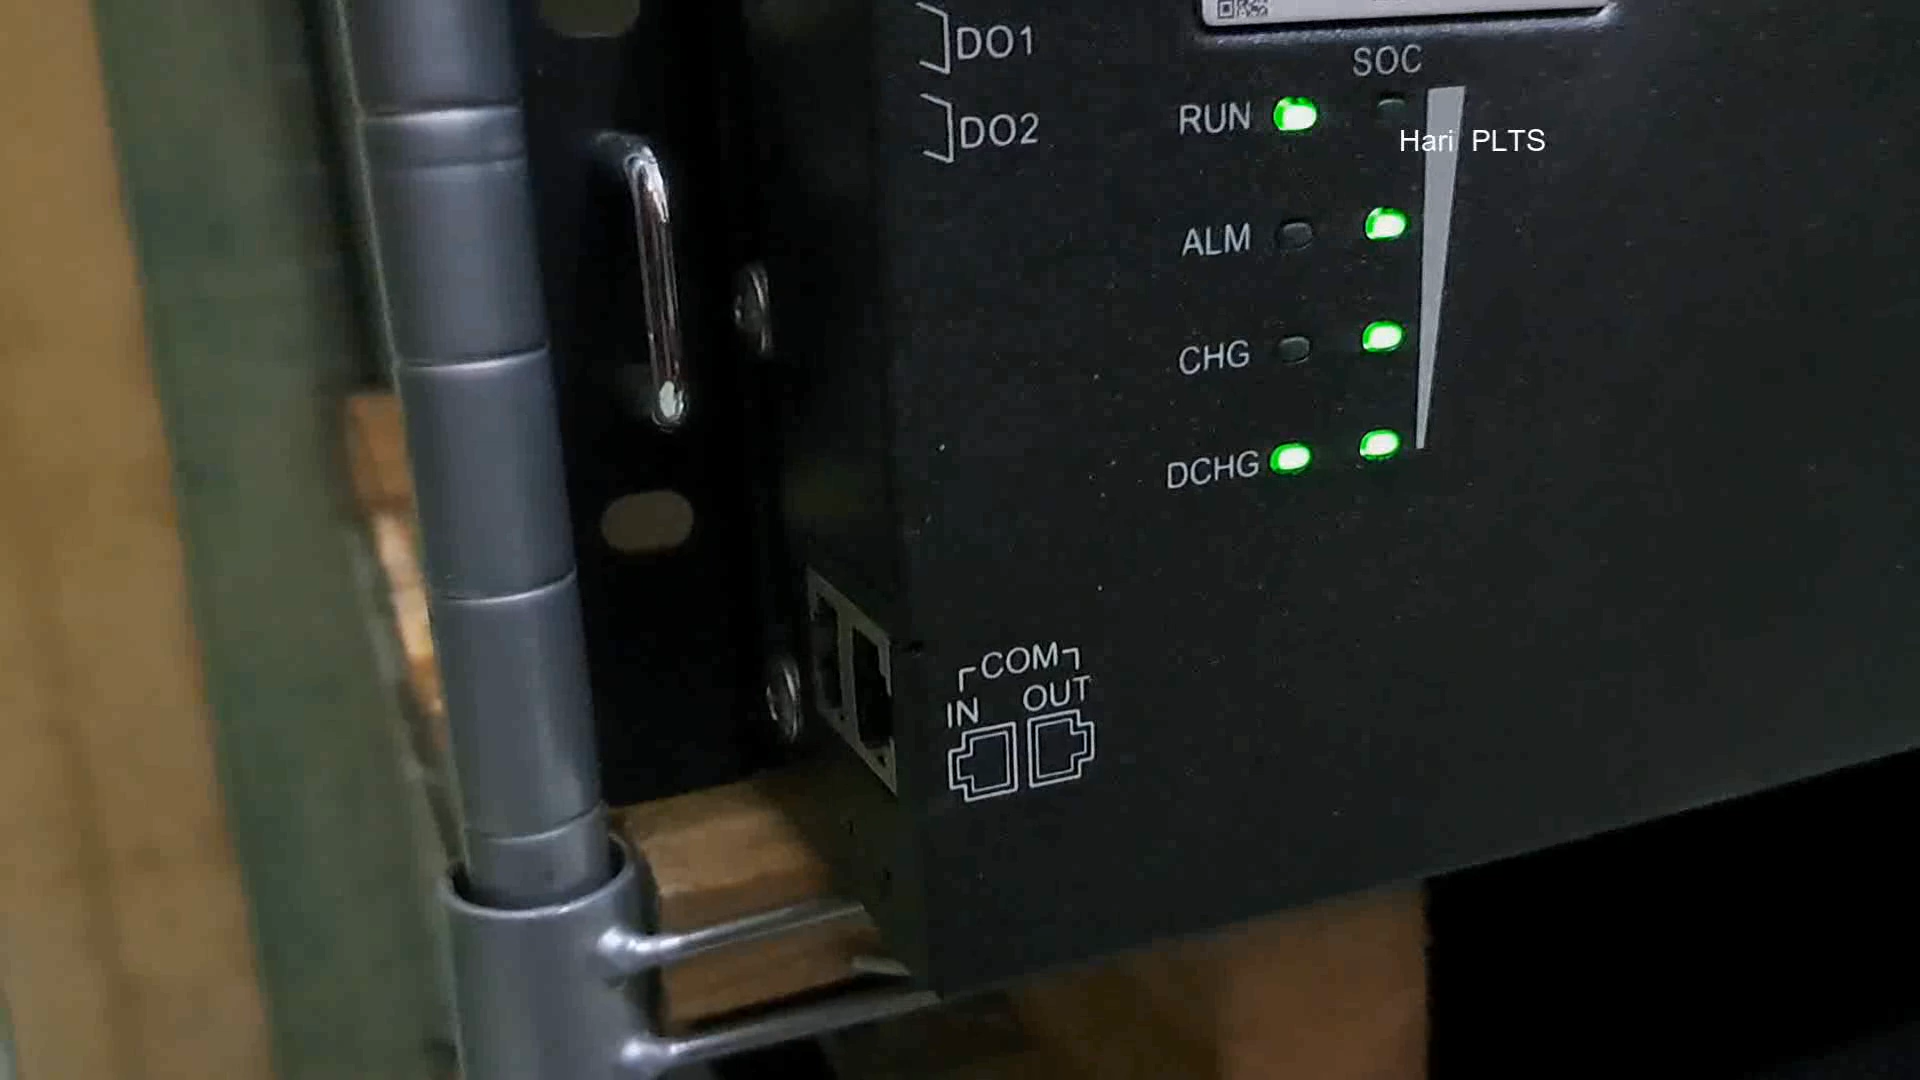 DO1
SOC
DO2
RUN
Hari PLTS
ALM
CHG
DCHG
COM
IN OUT